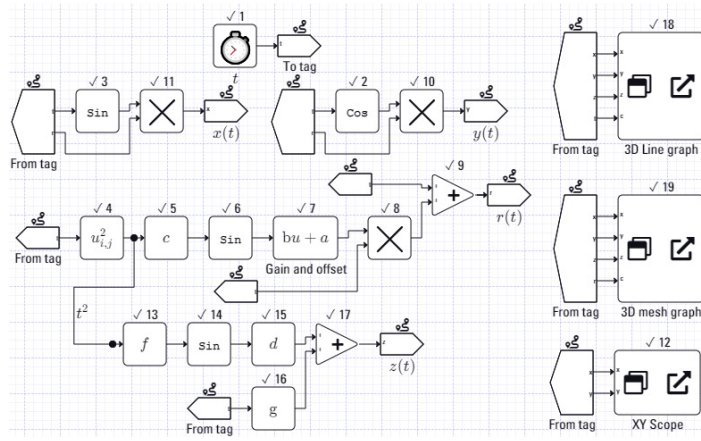 ✓ 1
t
To tag
✓ 3
Sin
✓ 11
x(t)
From tag
✓ 2
Cos
✓ 10
y(t)
From tag
✓ 18
x
y
z
c
3D Line graph
From tag
✓ 9
r(t)
✓ 4
u²i,j
✓ 5
c
✓ 6
Sin
✓ 7
bu + a
✓ 8
From tag
Gain and offset
✓ 19
x
y
z
c
3D mesh graph
From tag
t²
✓ 13
f
✓ 14
Sin
✓ 15
d
✓ 17
z(t)
✓ 16
g
From tag
✓ 12
x
y
XY Scope
From tag